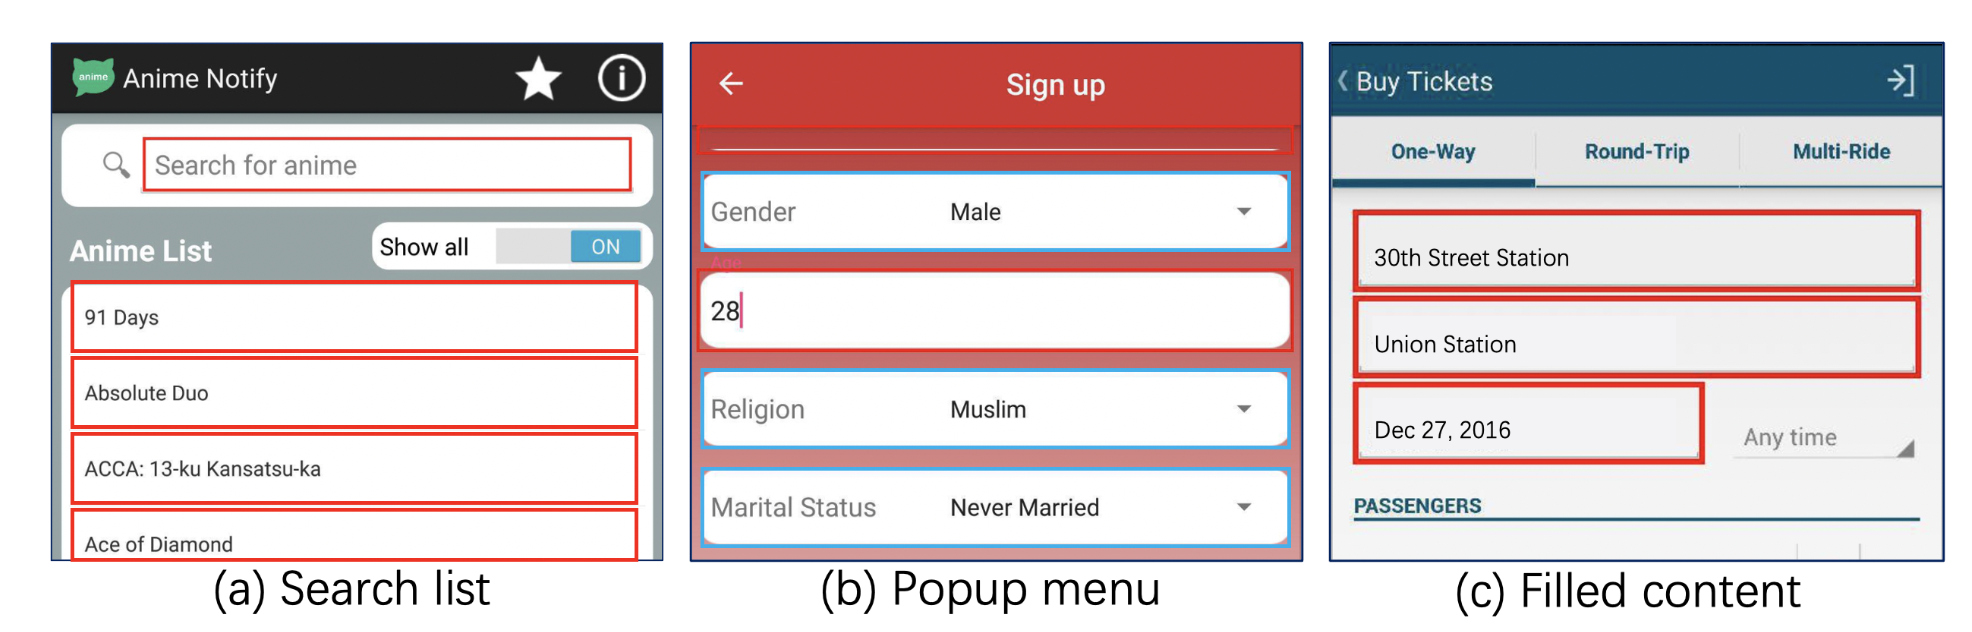 anime Anime Notify
Search for anime
Anime List Show all ON
91 Days
Absolute Duo
ACCA: 13-ku Kansatsu-ka
Ace of Diamond
(a) Search list
Sign up
Gender Male
Age
28
Religion Muslim
Marital Status Never Married
(b) Popup menu
Buy Tickets
One-Way Round-Trip Multi-Ride
30th Street Station
Union Station
Dec 27, 2016 Any time
PASSENGERS
(c) Filled content